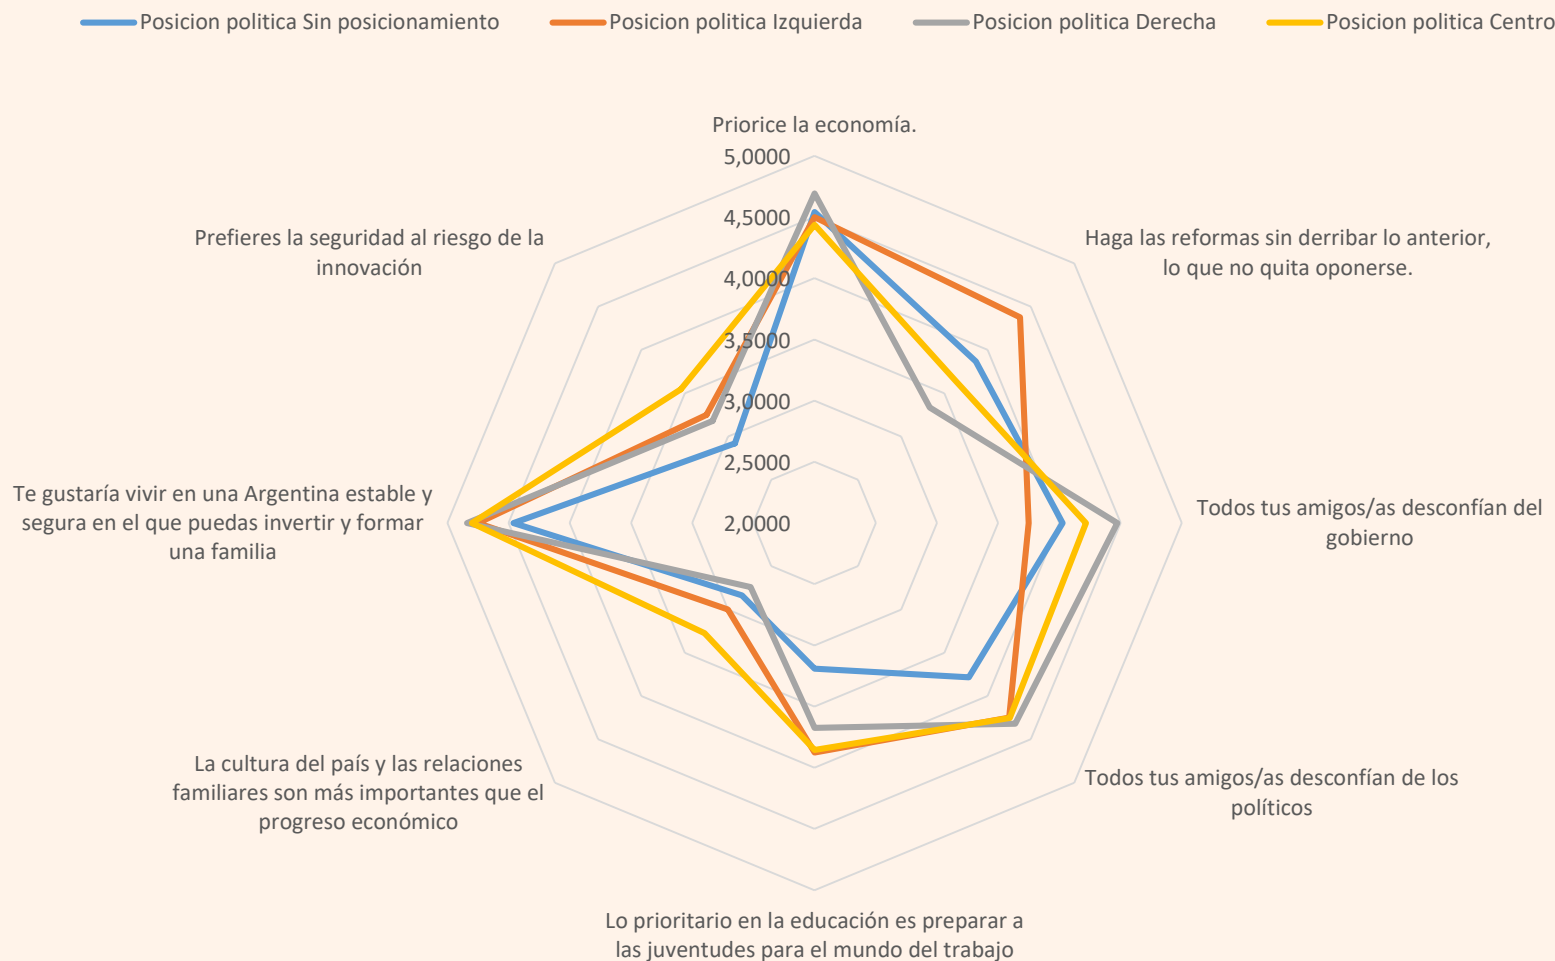 Posicion politica Sin posicionamiento
Posicion politica Izquierda
Posicion politica Derecha
Posicion politica Centro
Priorice la economía.
5,0000
4,5000
4,0000
3,5000
3,0000
2,5000
2,0000
Haga las reformas sin derribar lo anterior,
lo que no quita oponerse.
Todos tus amigos/as desconfían del
gobierno
Todos tus amigos/as desconfían de los
políticos
Lo prioritario en la educación es preparar a
las juventudes para el mundo del trabajo
La cultura del país y las relaciones
familiares son más importantes que el
progreso económico
Te gustaría vivir en una Argentina estable y
segura en el que puedas invertir y formar
una familia
Prefieres la seguridad al riesgo de la
innovación